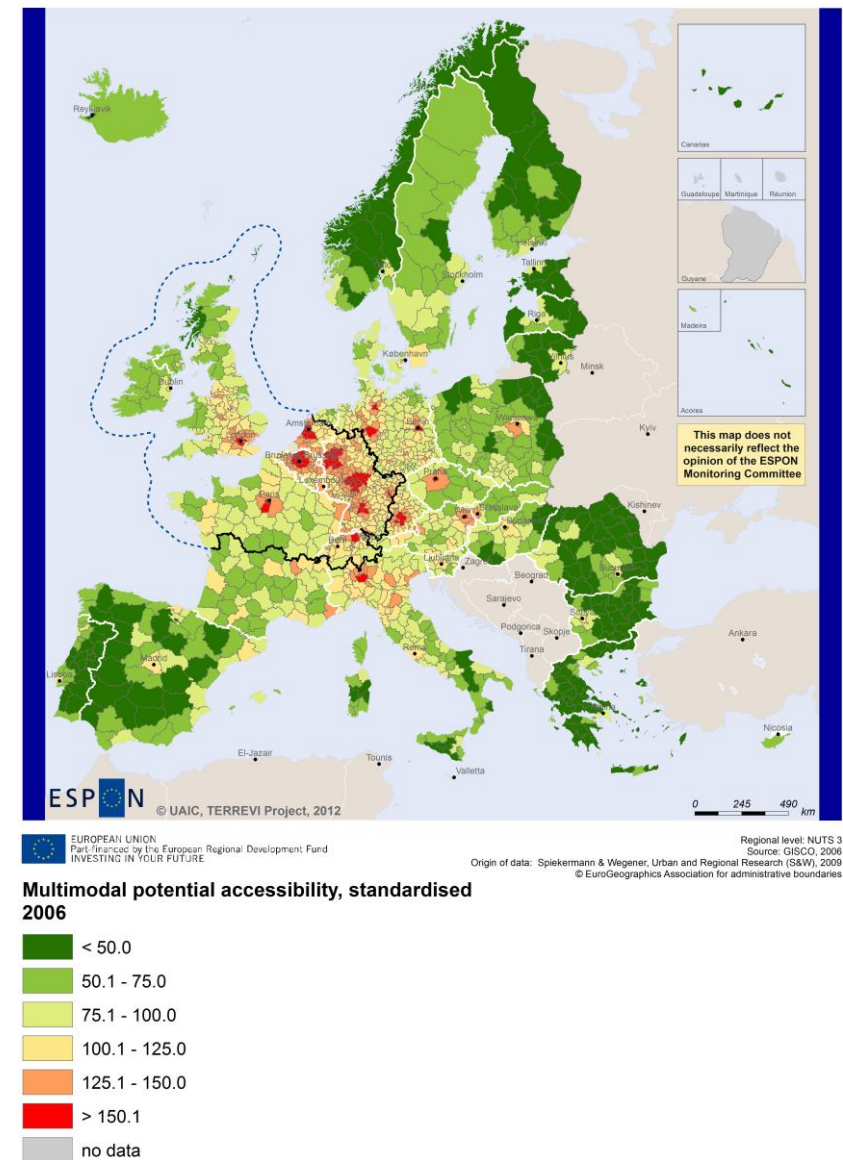 Reykjavik
Canarias
Guadeloupe
Martinique
Réunion
Guyane
Madeira
Acores
Helsinki
Tallinn
Stockholm
Riga
København
Vilnius
Minsk
Dublin
London
Amsterdam
Berlin
Warszawa
Kyiv
Praha
Paris
Kishinev
Ljubljana
Zagreb
Beograd
Bucuresti
Sarajevo
Podgorica
Skopje
Sofia
Tirana
Ankara
Madrid
Lisboa
Roma
Nicosia
El-Jazair
Tounis
Valletta
This map does not
necessarily reflect the
opinion of the ESPON
Monitoring Committee
ESPON
© UAIC, TERREVI Project, 2012
0 245 490 km
EUROPEAN UNION
Part-financed by the European Regional Development Fund
INVESTING IN YOUR FUTURE
Regional level: NUTS 3
Source: GISCO, 2006
Origin of data: Spiekermann & Wegener, Urban and Regional Research (S&W), 2009
© EuroGeographics Association for administrative boundaries
Multimodal potential accessibility, standardised
2006
< 50.0
50.1 - 75.0
75.1 - 100.0
100.1 - 125.0
125.1 - 150.0
> 150.1
no data